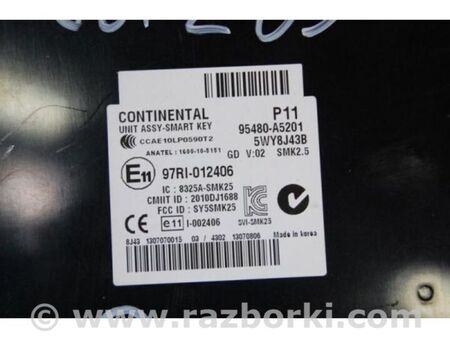 CONTINENTAL P11
UNIT ASSY-SMART KEY 95480-A5201
CCAE10LP0590T2 5WY8J43B
ANATEL : 1600-10-5151 GD V:02 SMK2.5
E11 97RI-012406
IC : 8325A-SMK25
CMIIT ID : 2010DJ1688
FCC ID : SY5SMK25
e11 I-002406 SVI-SMK25 Made in korea
8J43 1307070015 03 / 4302 13070806
© www.razborki.com